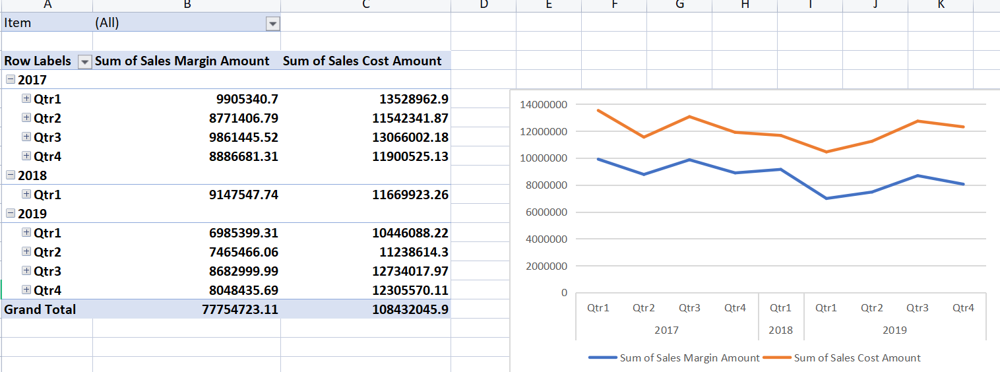 A B C D E F G H I J K
Item (All)
Row Labels Sum of Sales Margin Amount Sum of Sales Cost Amount
2017
Qtr1 9905340.7 13528962.9
Qtr2 8771406.79 11542341.87
Qtr3 9861445.52 13066002.18
Qtr4 8886681.31 11900525.13
2018
Qtr1 9147547.74 11669923.26
2019
Qtr1 6985399.31 10446088.22
Qtr2 7465466.06 11238614.3
Qtr3 8682999.99 12734017.97
Qtr4 8048435.69 12305570.11
Grand Total 77754723.11 108432045.9
14000000
12000000
10000000
8000000
6000000
4000000
2000000
0
Qtr1 Qtr2 Qtr3 Qtr4 Qtr1 Qtr1 Qtr2 Qtr3 Qtr4
2017 2018 2019
Sum of Sales Margin Amount Sum of Sales Cost Amount